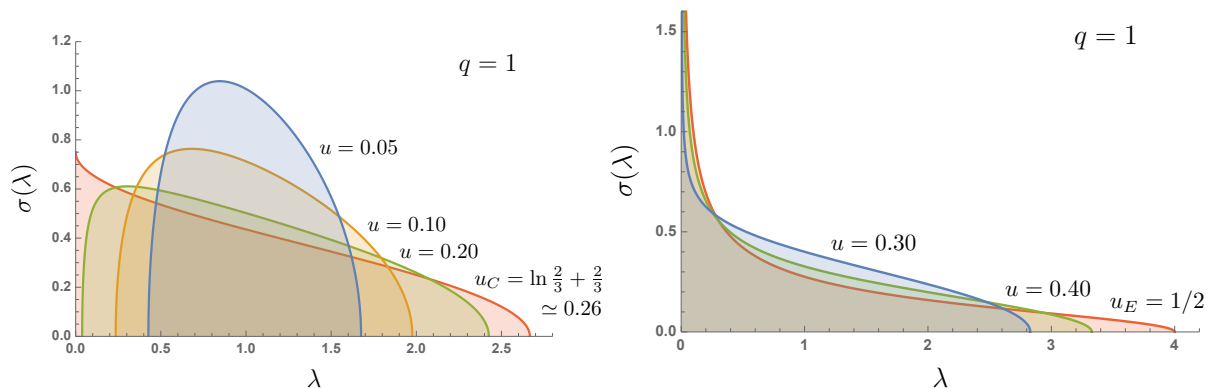 1.2
1.0
0.8
0.6
0.4
0.2
0.0
σ(λ)
q = 1
u = 0.05
u = 0.10
u = 0.20
u_C = ln 2/3 + 2/3
≃ 0.26
0.0 0.5 1.0 1.5 2.0 2.5
λ
1.5
1.0
0.5
0.0
σ(λ)
q = 1
u = 0.30
u = 0.40
u_E = 1/2
0 1 2 3 4
λ